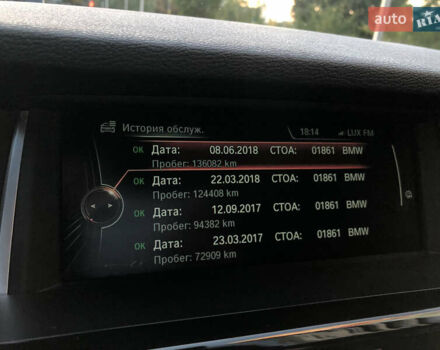 auto RIA
История обслуж. 18:14 LUX FM
OK Дата: 08.06.2018 СТОА: 01861 BMW
Пробег: 136082 km
OK Дата: 22.03.2018 СТОА: 01861 BMW
Пробег: 124408 km
OK Дата: 12.09.2017 СТОА: 01861 BMW
Пробег: 94382 km
OK Дата: 23.03.2017 СТОА: 01861 BMW
Пробег: 72909 km